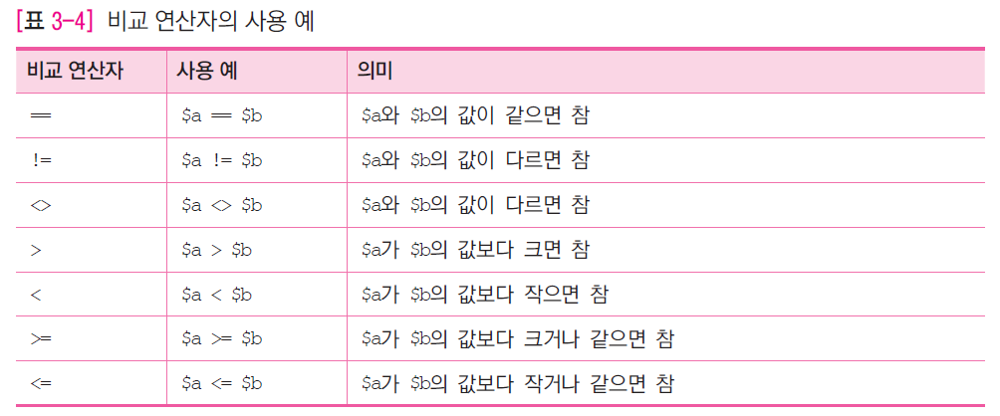 [표 3-4] 비교 연산자의 사용 예
비교 연산자 사용 예 의미
== $a == $b $a와 $b의 값이 같으면 참
!= $a != $b $a와 $b의 값이 다르면 참
<> $a <> $b $a와 $b의 값이 다르면 참
> $a > $b $a가 $b의 값보다 크면 참
< $a < $b $a가 $b의 값보다 작으면 참
>= $a >= $b $a가 $b의 값보다 크거나 같으면 참
<= $a <= $b $a가 $b의 값보다 작거나 같으면 참